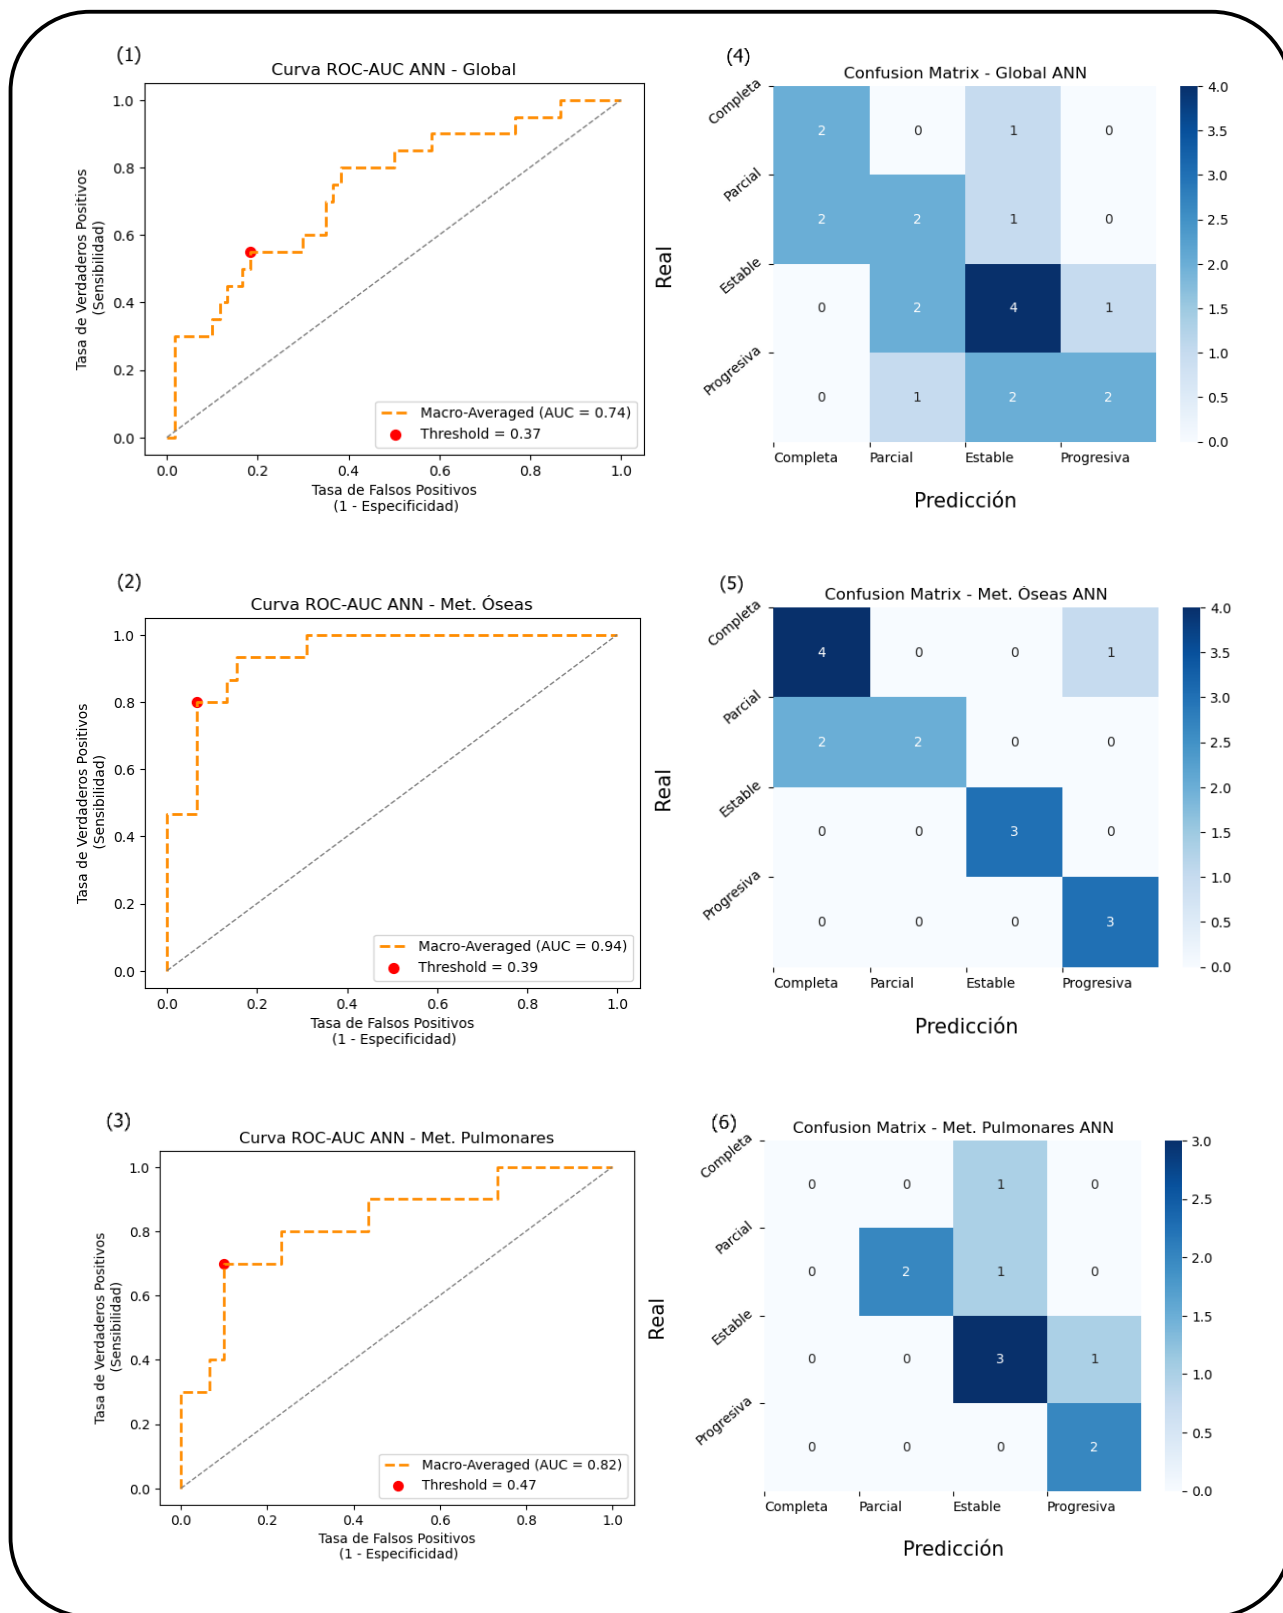 (1)
Curva ROC-AUC ANN - Global
1.0
0.8
0.6
0.4
0.2
0.0
Tasa de Verdaderos Positivos
(Sensibilidad)
Macro-Averaged (AUC = 0.74)
Threshold = 0.37
0.0 0.2 0.4 0.6 0.8 1.0
Tasa de Falsos Positivos
(1 - Especificidad)
(4)
Confusion Matrix - Global ANN
Real
Completa
2 0 1 0
Parcial
2 2 1 0
Estable
0 2 4 1
Progresiva
0 1 2 2
Completa Parcial Estable Progresiva
Predicción
4.0
3.5
3.0
2.5
2.0
1.5
1.0
0.5
0.0
(2)
Curva ROC-AUC ANN - Met. Óseas
1.0
0.8
0.6
0.4
0.2
0.0
Tasa de Verdaderos Positivos
(Sensibilidad)
Macro-Averaged (AUC = 0.94)
Threshold = 0.39
0.0 0.2 0.4 0.6 0.8 1.0
Tasa de Falsos Positivos
(1 - Especificidad)
(5)
Confusion Matrix - Met. Óseas ANN
Real
Completa
4 0 0 1
Parcial
2 2 0 0
Estable
0 0 3 0
Progresiva
0 0 0 3
Completa Parcial Estable Progresiva
Predicción
4.0
3.5
3.0
2.5
2.0
1.5
1.0
0.5
0.0
(3)
Curva ROC-AUC ANN - Met. Pulmonares
1.0
0.8
0.6
0.4
0.2
0.0
Tasa de Verdaderos Positivos
(Sensibilidad)
Macro-Averaged (AUC = 0.82)
Threshold = 0.47
0.0 0.2 0.4 0.6 0.8 1.0
Tasa de Falsos Positivos
(1 - Especificidad)
(6)
Confusion Matrix - Met. Pulmonares ANN
Real
Completa
0 0 1 0
Parcial
0 2 1 0
Estable
0 0 3 1
Progresiva
0 0 0 2
Completa Parcial Estable Progresiva
Predicción
3.0
2.5
2.0
1.5
1.0
0.5
0.0